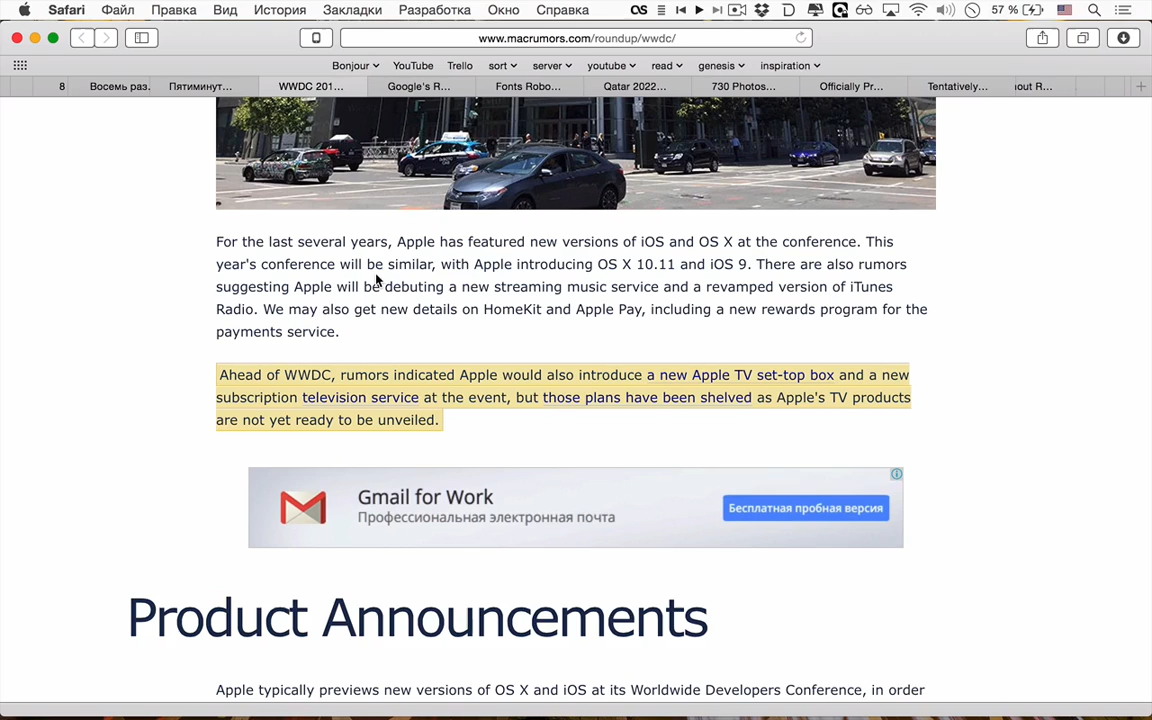 Safari Файл Правка Вид История Закладки Разработка Окно Справка 57 %
www.macrumors.com/roundup/wwdc/
Bonjour YouTube Trello sort server youtube read genesis inspiration
8 Восемь раз. Пятиминут... WWDC 201... Google's R... Fonts Robo... Qatar 2022... 730 Photos... Officially Pr... Tentatively... out R...
For the last several years, Apple has featured new versions of iOS and OS X at the conference. This
year's conference will be similar, with Apple introducing OS X 10.11 and iOS 9. There are also rumors
suggesting Apple will be debuting a new streaming music service and a revamped version of iTunes
Radio. We may also get new details on HomeKit and Apple Pay, including a new rewards program for the
payments service.
Ahead of WWDC, rumors indicated Apple would also introduce a new Apple TV set-top box and a new
subscription television service at the event, but those plans have been shelved as Apple's TV products
are not yet ready to be unveiled.
Gmail for Work
Профессиональная электронная почта
Бесплатная пробная версия
Product Announcements
Apple typically previews new versions of OS X and iOS at its Worldwide Developers Conference, in order